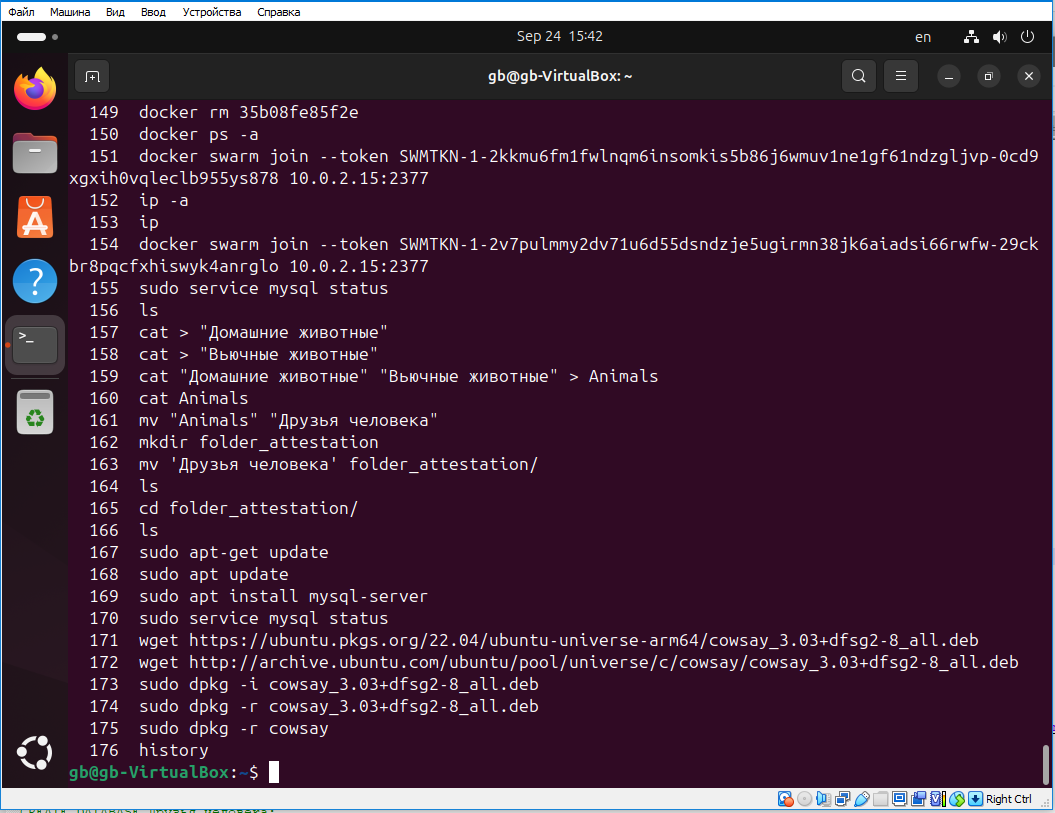 Файл Машина Вид Ввод Устройства Справка
Sep 24 15:42
en
gb@gb-VirtualBox: ~
149 docker rm 35b08fe85f2e
150 docker ps -a
151 docker swarm join --token SWMTKN-1-2kkmu6fm1fwlnqm6insomkis5b86j6wmuv1ne1gf61ndzgljvp-0cd9
xgxih0vqleclb955ys878 10.0.2.15:2377
152 ip -a
153 ip
154 docker swarm join --token SWMTKN-1-2v7pulmmy2dv71u6d55dsndzje5ugirmn38jk6aiadsi66rwfw-29ck
br8pqcfxhiswyk4anrglo 10.0.2.15:2377
155 sudo service mysql status
156 ls
157 cat > "Домашние животные"
158 cat > "Вьючные животные"
159 cat "Домашние животные" "Вьючные животные" > Animals
160 cat Animals
161 mv "Animals" "Друзья человека"
162 mkdir folder_attestation
163 mv 'Друзья человека' folder_attestation/
164 ls
165 cd folder_attestation/
166 ls
167 sudo apt-get update
168 sudo apt update
169 sudo apt install mysql-server
170 sudo service mysql status
171 wget https://ubuntu.pkgs.org/22.04/ubuntu-universe-arm64/cowsay_3.03+dfsg2-8_all.deb
172 wget http://archive.ubuntu.com/ubuntu/pool/universe/c/cowsay/cowsay_3.03+dfsg2-8_all.deb
173 sudo dpkg -i cowsay_3.03+dfsg2-8_all.deb
174 sudo dpkg -r cowsay_3.03+dfsg2-8_all.deb
175 sudo dpkg -r cowsay
176 history
gb@gb-VirtualBox:~$
Right Ctrl